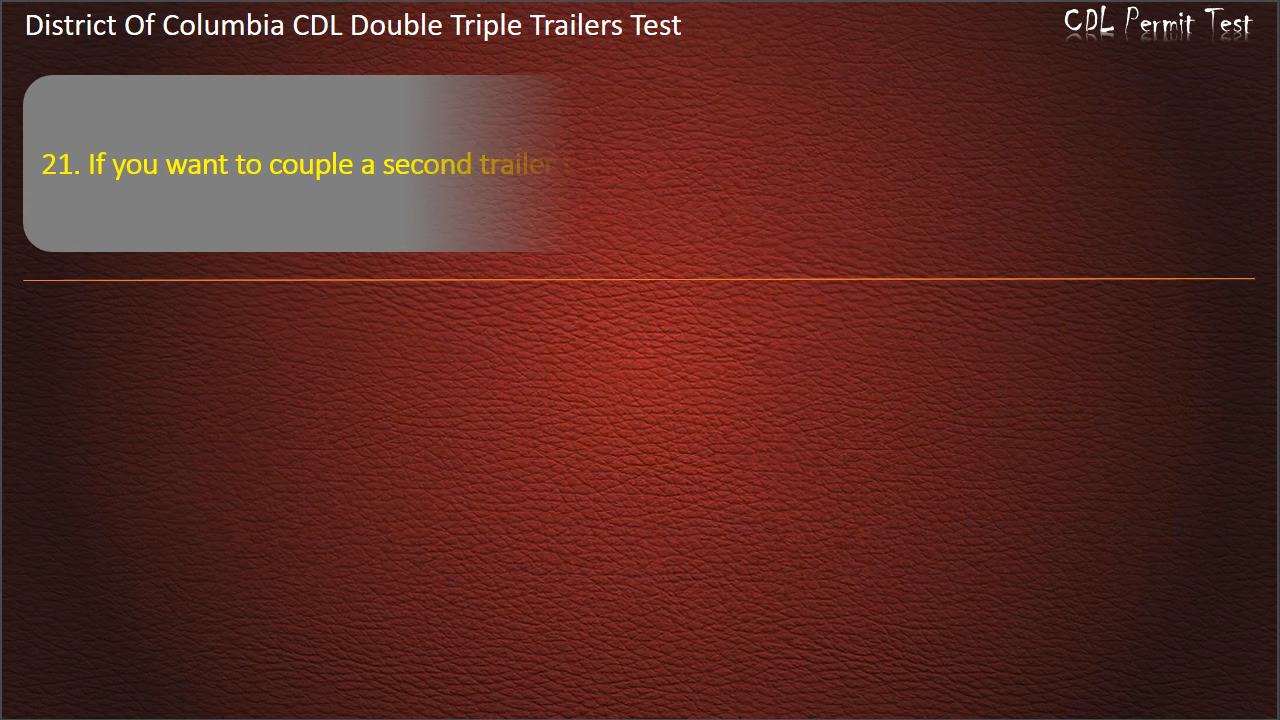 District Of Columbia CDL Double Triple Trailers Test
CDL Permit Test
21. If you want to couple a second trailer